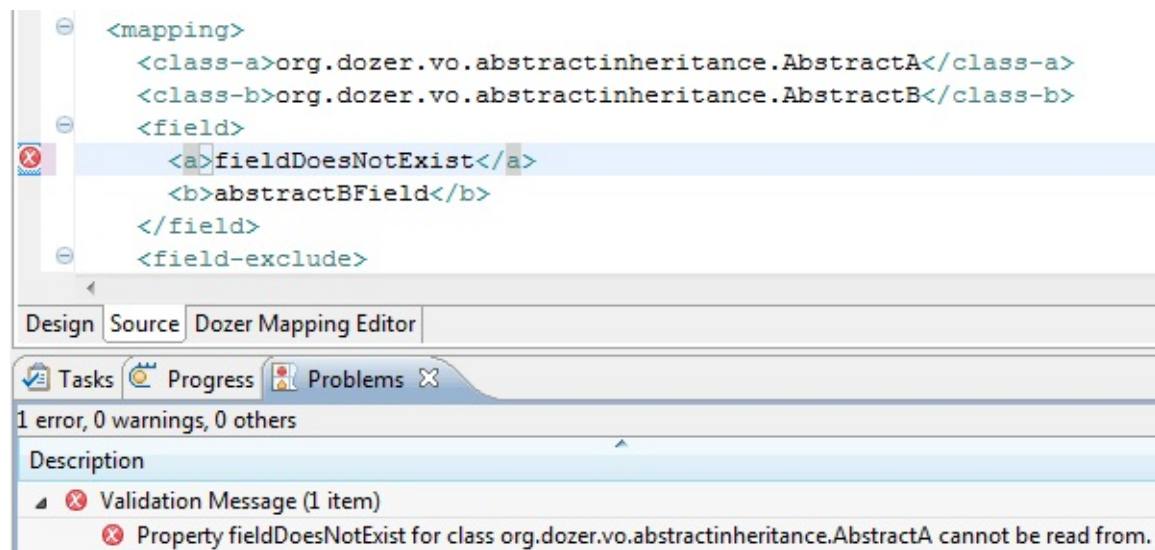 <mapping>
<class-a>org.dozer.vo.abstractinheritance.AbstractA</class-a>
<class-b>org.dozer.vo.abstractinheritance.AbstractB</class-b>
<field>
<a>fieldDoesNotExist</a>
<b>abstractBField</b>
</field>
<field-exclude>
Design Source Dozer Mapping Editor
Tasks Progress Problems
1 error, 0 warnings, 0 others
Description
Validation Message (1 item)
Property fieldDoesNotExist for class org.dozer.vo.abstractinheritance.AbstractA cannot be read from.